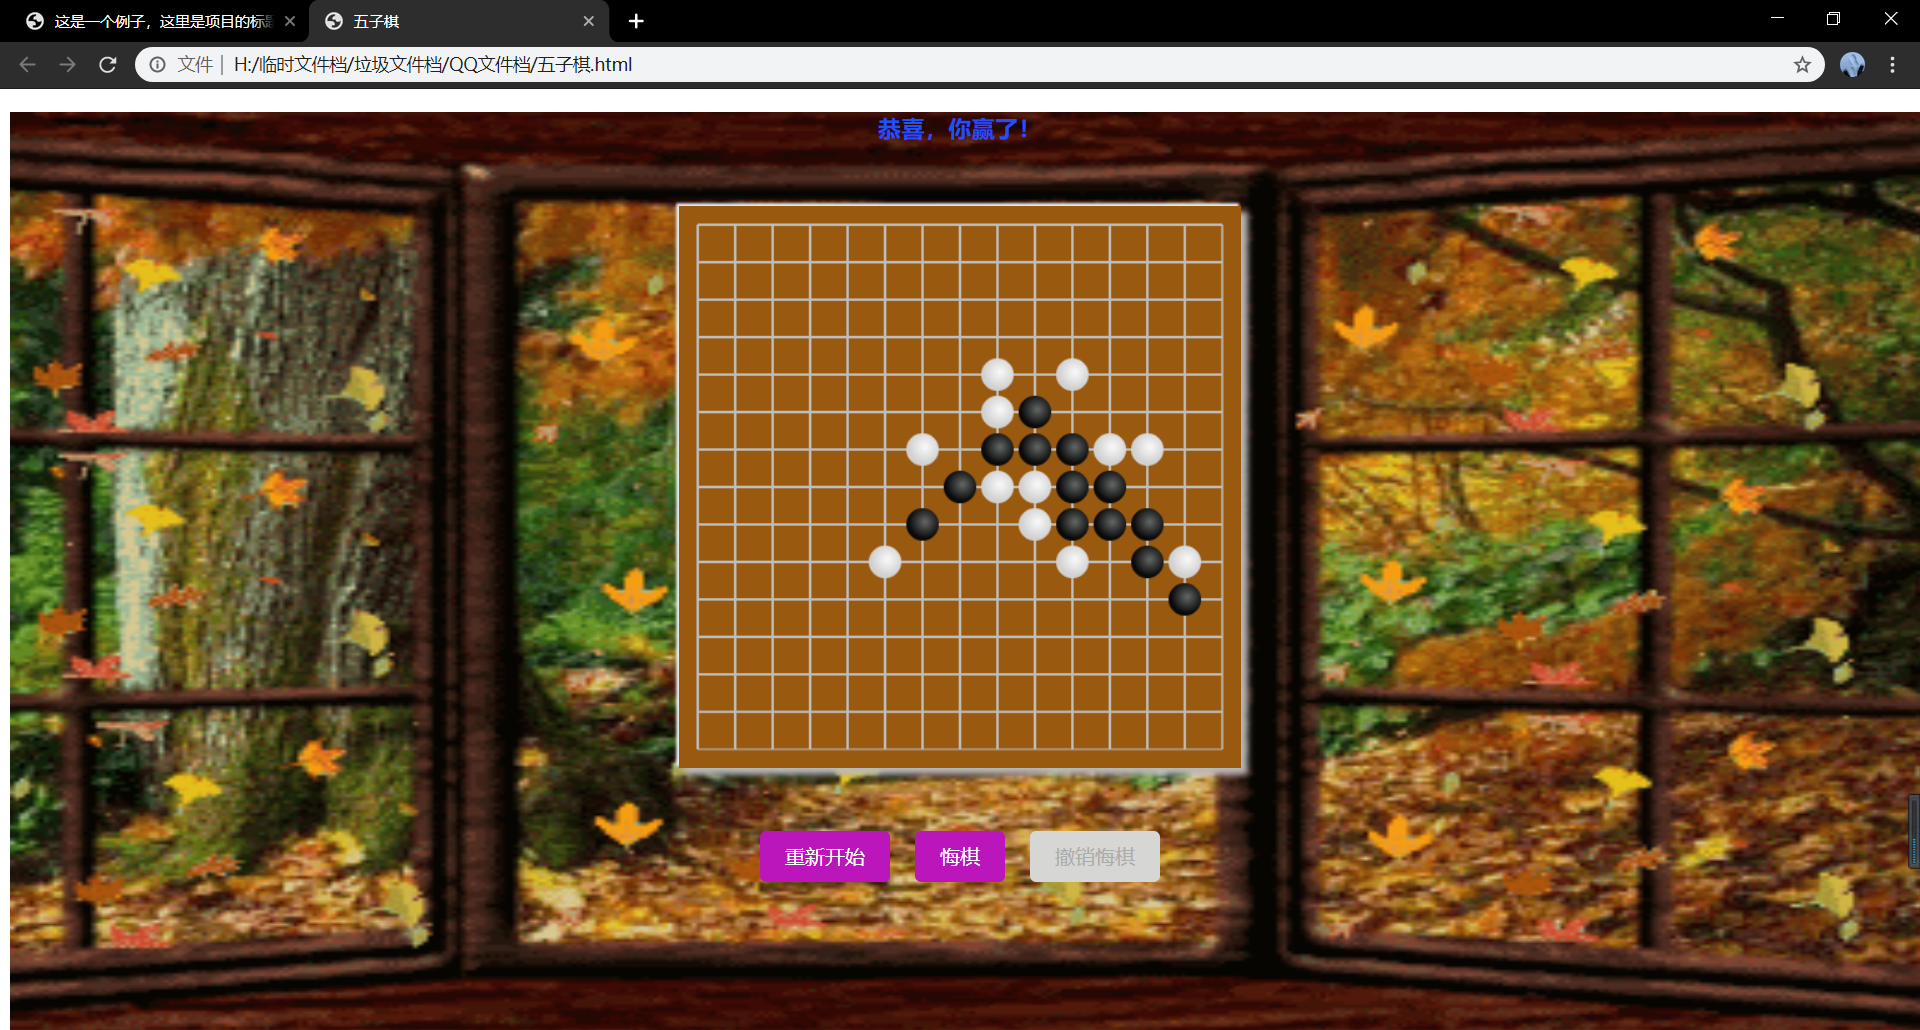 这是一个例子，这里是项目的标
五子棋
文件 | H:/临时文件档/垃圾文件档/QQ文件档/五子棋.html
恭喜，你赢了！
重新开始
悔棋
撤销悔棋